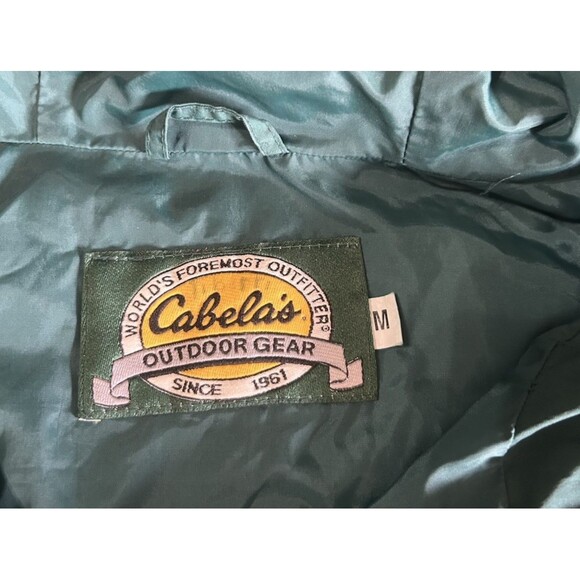 WORLD'S FOREMOST OUTFITTER®
Cabela's
OUTDOOR GEAR
SINCE 1961
M